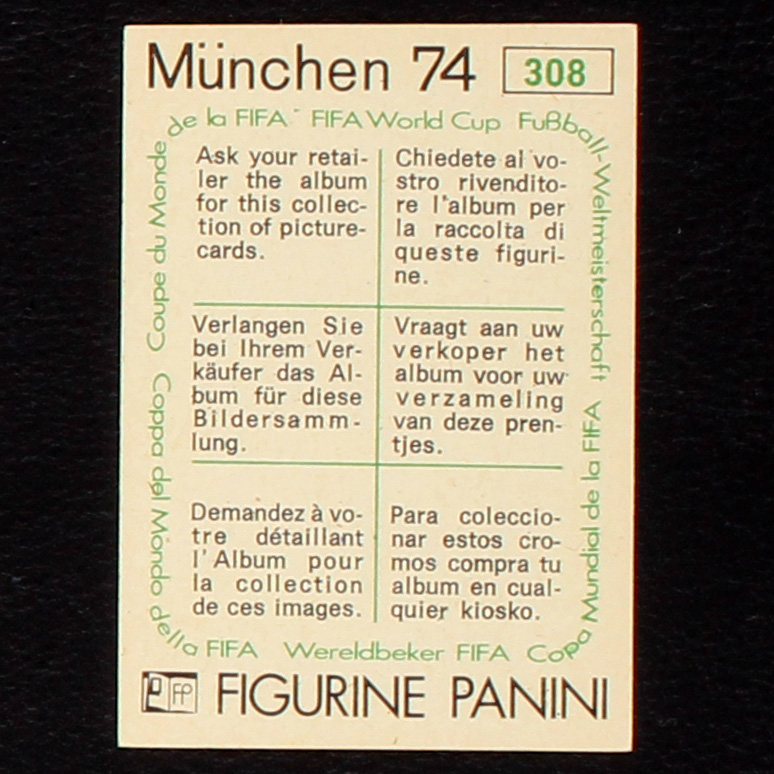 München 74 308
de la FIFA FIFA World Cup Fußball-Weltmeisterschaft
Ask your retai-
ler the album
for this collec-
tion of picture-
cards.
Chiedete al vo-
stro rivendito-
re l'album per
la raccolta di
queste figuri-
ne.
Verlangen Sie
bei Ihrem Ver-
käufer das Al-
bum für diese
Bildersamm-
lung.
Vraagt aan uw
verkoper het
album voor uw
verzameling
van deze pren-
tjes.
Demandez à vo-
tre détaillant
l'Album pour
la collection
de ces images.
Para coleccio-
nar estos cro-
mos compra tu
album en cual-
quier kiosko.
Copa Mundial de la FIFA
Wereldbeker FIFA
Coppa del Mondo della FIFA
Coupe du Monde
FP FIGURINE PANINI